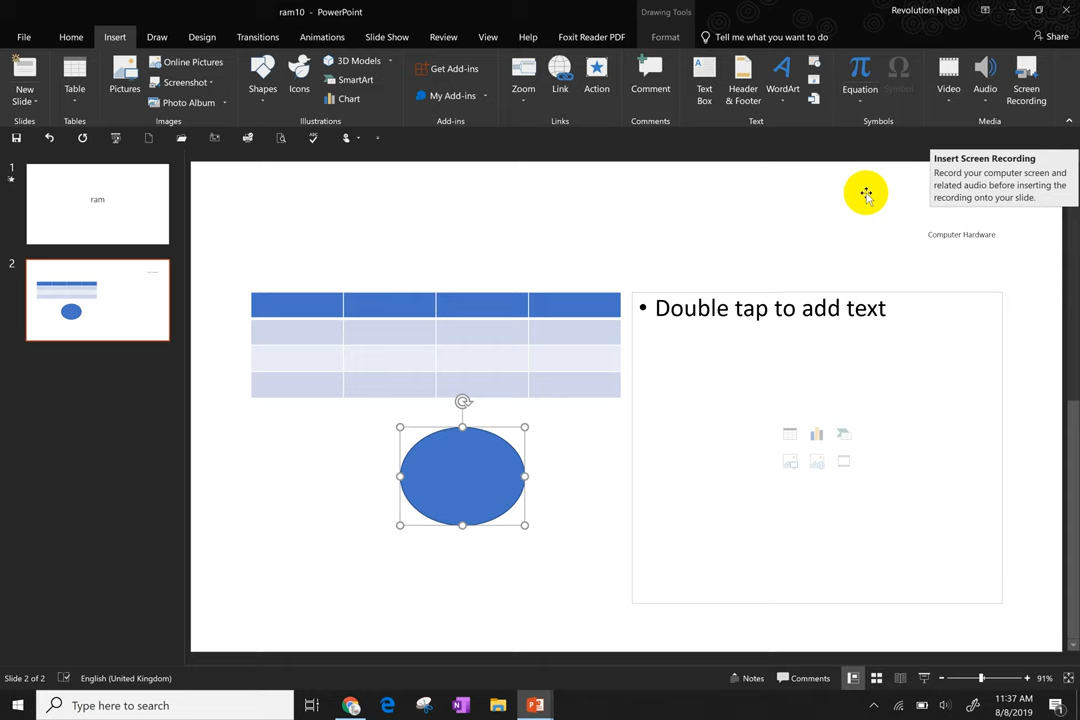 ram10 - PowerPoint
Drawing Tools
Revolution Nepal
File Home Insert Draw Design Transitions Animations Slide Show Review View Help Foxit Reader PDF Format Tell me what you want to do Share
New Slide
Table
Pictures
Online Pictures
Screenshot
Photo Album
Shapes
Icons
3D Models
SmartArt
Chart
Get Add-ins
My Add-ins
Zoom
Link
Action
Comment
Text Box
Header & Footer
WordArt
Equation
Symbol
Video
Audio
Screen Recording
Slides Tables Images Illustrations Add-ins Links Comments Text Symbols Media
Insert Screen Recording
Record your computer screen and
related audio before inserting the
recording onto your slide.
1
ram
2
Computer Hardware
• Double tap to add text
Slide 2 of 2 English (United Kingdom) Notes Comments 91%
Type here to search
11:37 AM
8/8/2019